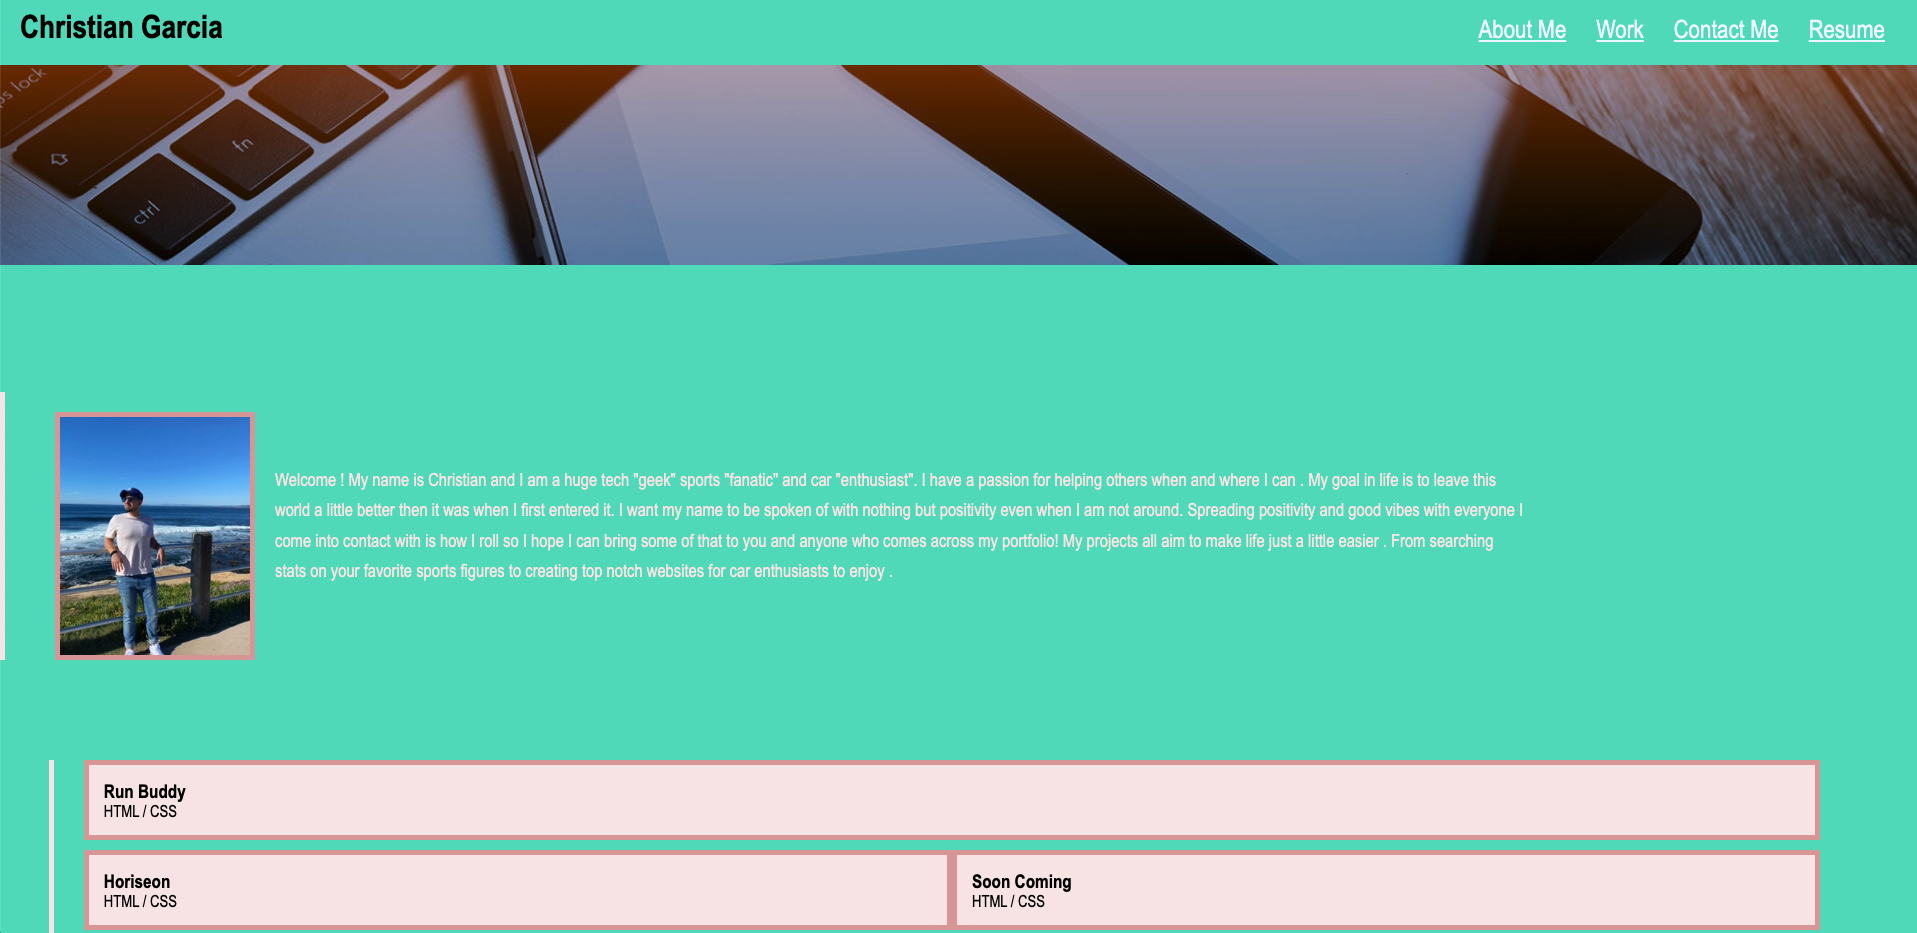 Christian Garcia
About Me Work Contact Me Resume
ps lock
fn
ctrl
Welcome ! My name is Christian and I am a huge tech "geek" sports "fanatic" and car "enthusiast". I have a passion for helping others when and where I can . My goal in life is to leave this
world a little better then it was when I first entered it. I want my name to be spoken of with nothing but positivity even when I am not around. Spreading positivity and good vibes with everyone I
come into contact with is how I roll so I hope I can bring some of that to you and anyone who comes across my portfolio! My projects all aim to make life just a little easier . From searching
stats on your favorite sports figures to creating top notch websites for car enthusiasts to enjoy .
Run Buddy
HTML / CSS
Horiseon
HTML / CSS
Soon Coming
HTML / CSS